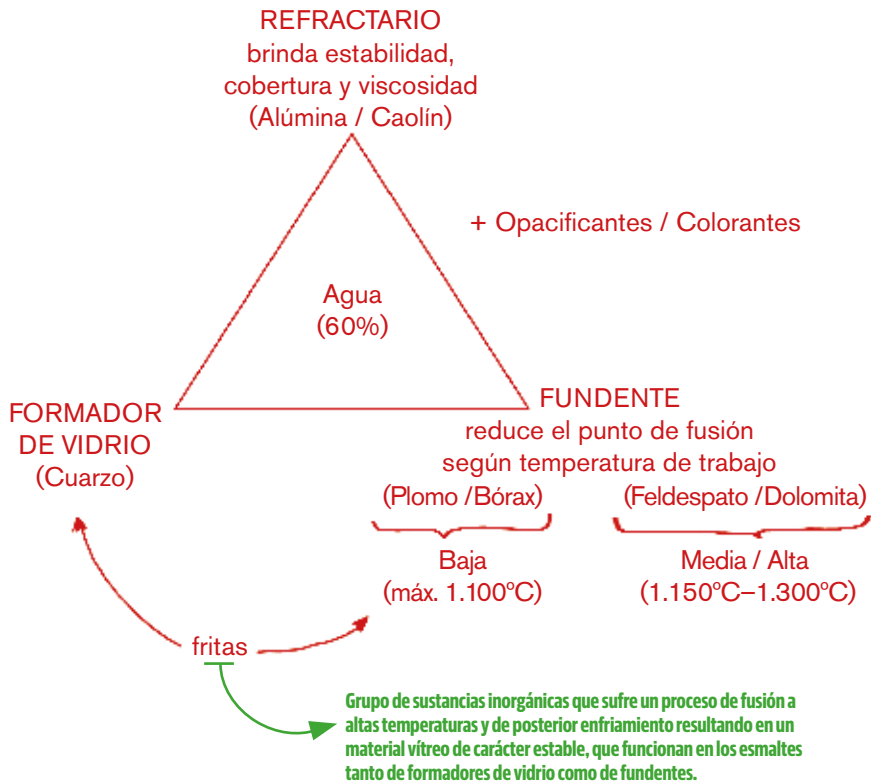 REFRACTARIO
brinda estabilidad,
cobertura y viscosidad
(Alúmina / Caolín)
+ Opacificantes / Colorantes
Agua
(60%)
FORMADOR
DE VIDRIO
(Cuarzo)
FUNDENTE
reduce el punto de fusión
según temperatura de trabajo
(Plomo /Bórax)
(Feldespato /Dolomita)
Baja
(máx. 1.100ºC)
Media / Alta
(1.150ºC–1.300ºC)
fritas
Grupo de sustancias inorgánicas que sufre un proceso de fusión a
altas temperaturas y de posterior enfriamiento resultando en un
material vítreo de carácter estable, que funcionan en los esmaltes
tanto de formadores de vidrio como de fundentes.